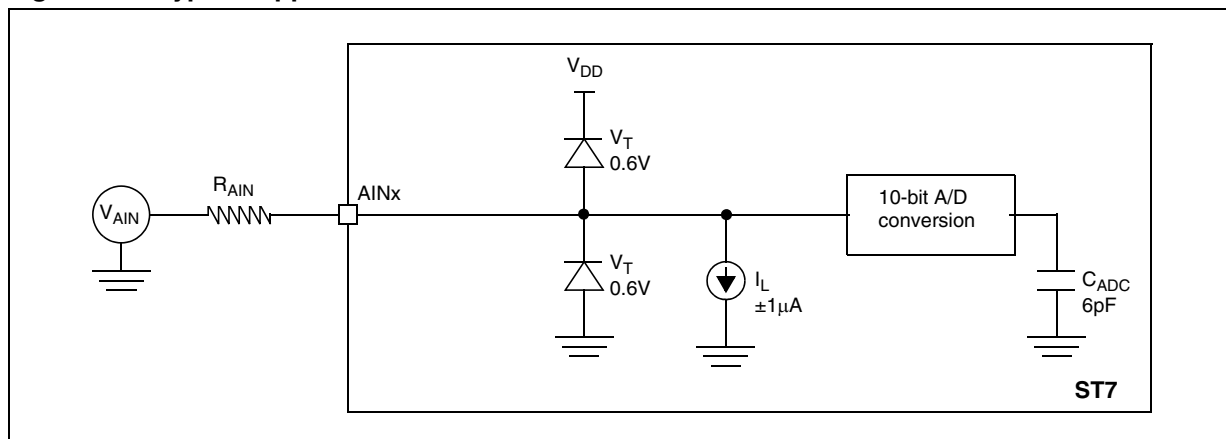 V_DD
V_T
0.6V
R_AIN
AINx
V_AIN
10-bit A/D
conversion
V_T
0.6V
I_L
±1μA
C_ADC
6pF
ST7